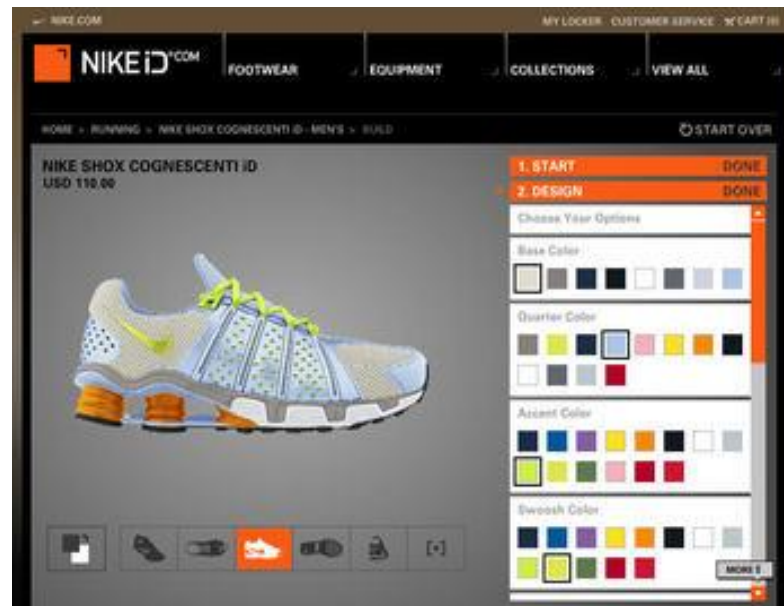 NIKE.COM
MY LOCKER CUSTOMER SERVICE CART (0)
NIKEiD.COM
FOOTWEAR
EQUIPMENT
COLLECTIONS
VIEW ALL
HOME > RUNNING > NIKE SHOX COGNESCENTI iD - MEN'S > BUILD
START OVER
NIKE SHOX COGNESCENTI iD
USD 110.00
1. START DONE
2. DESIGN DONE
Choose Your Options
Base Color
Quarter Color
Accent Color
Swoosh Color
MORE